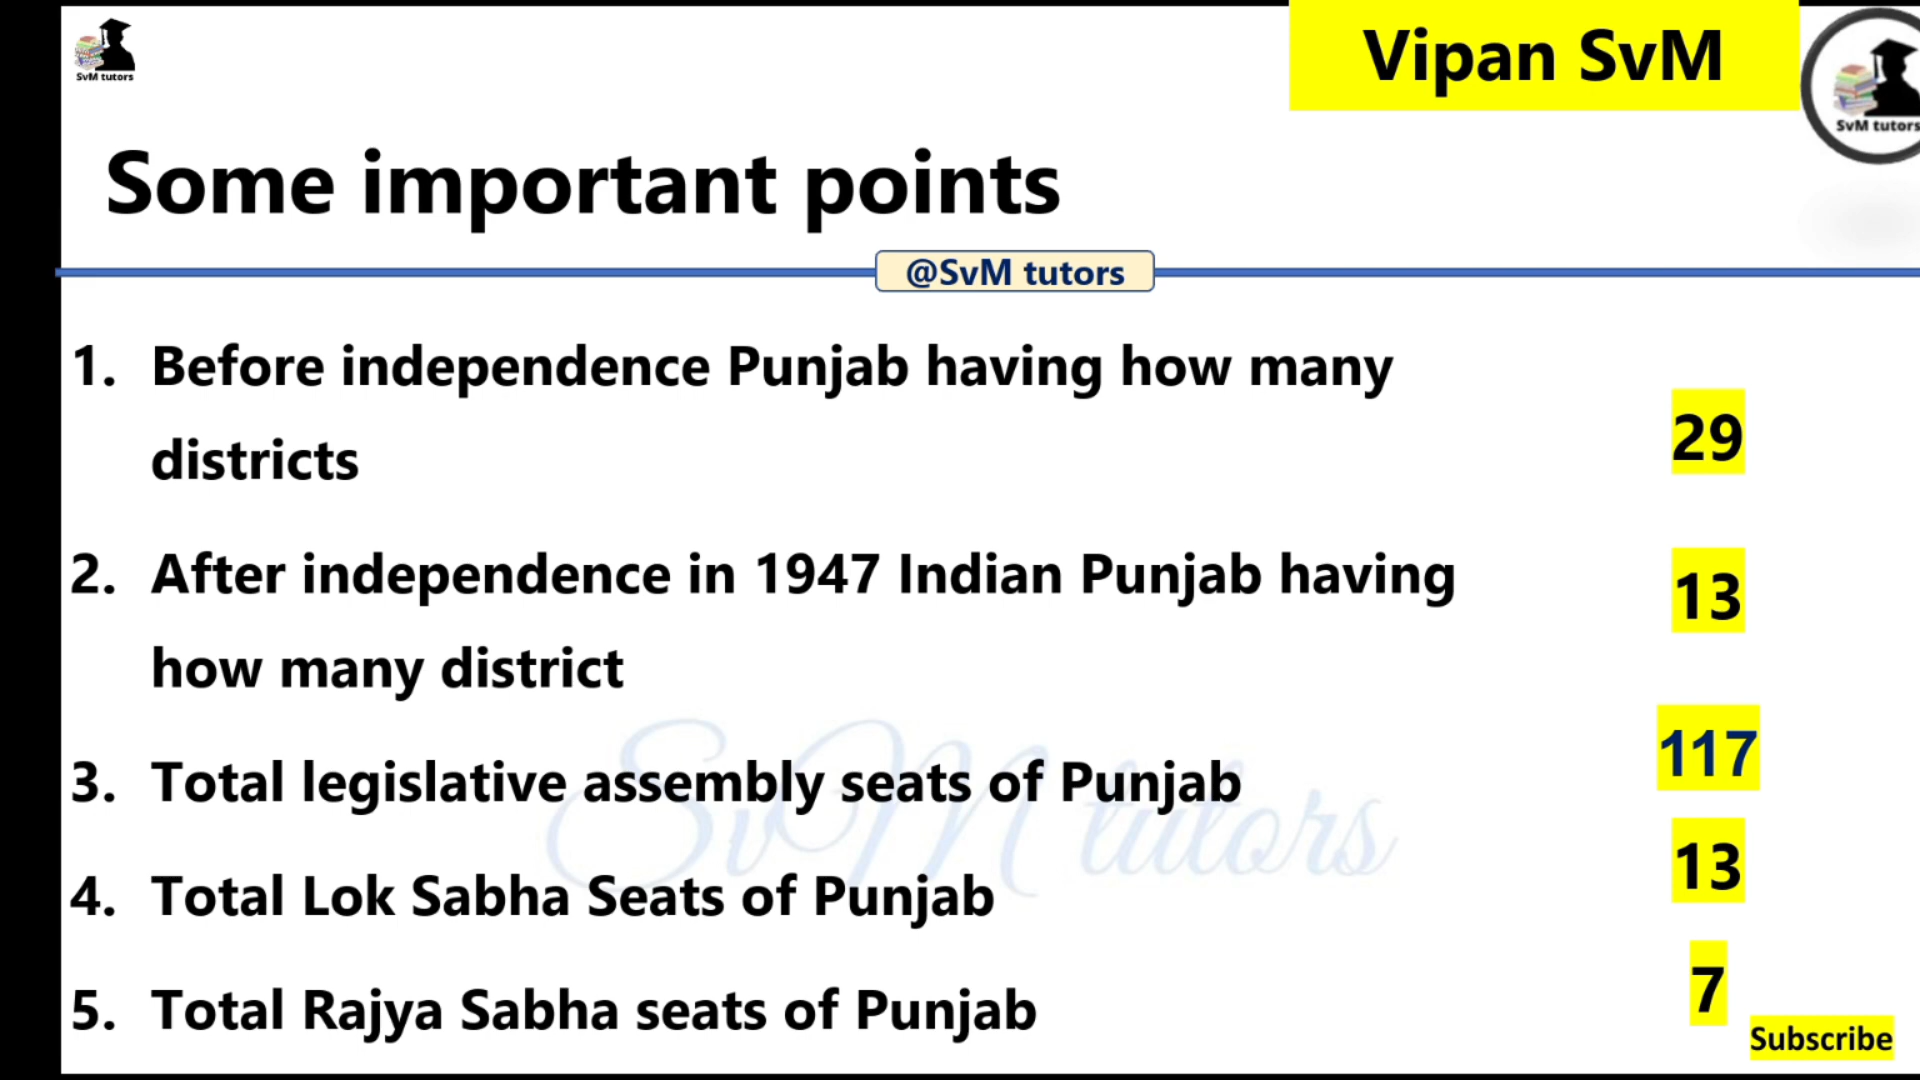 SvM tutors
Vipan SvM
SvM tutors
Some important points
@SvM tutors
1. Before independence Punjab having how many
districts
29
2. After independence in 1947 Indian Punjab having
how many district
13
3. Total legislative assembly seats of Punjab
117
SvM tutors
4. Total Lok Sabha Seats of Punjab
13
5. Total Rajya Sabha seats of Punjab
7
Subscribe